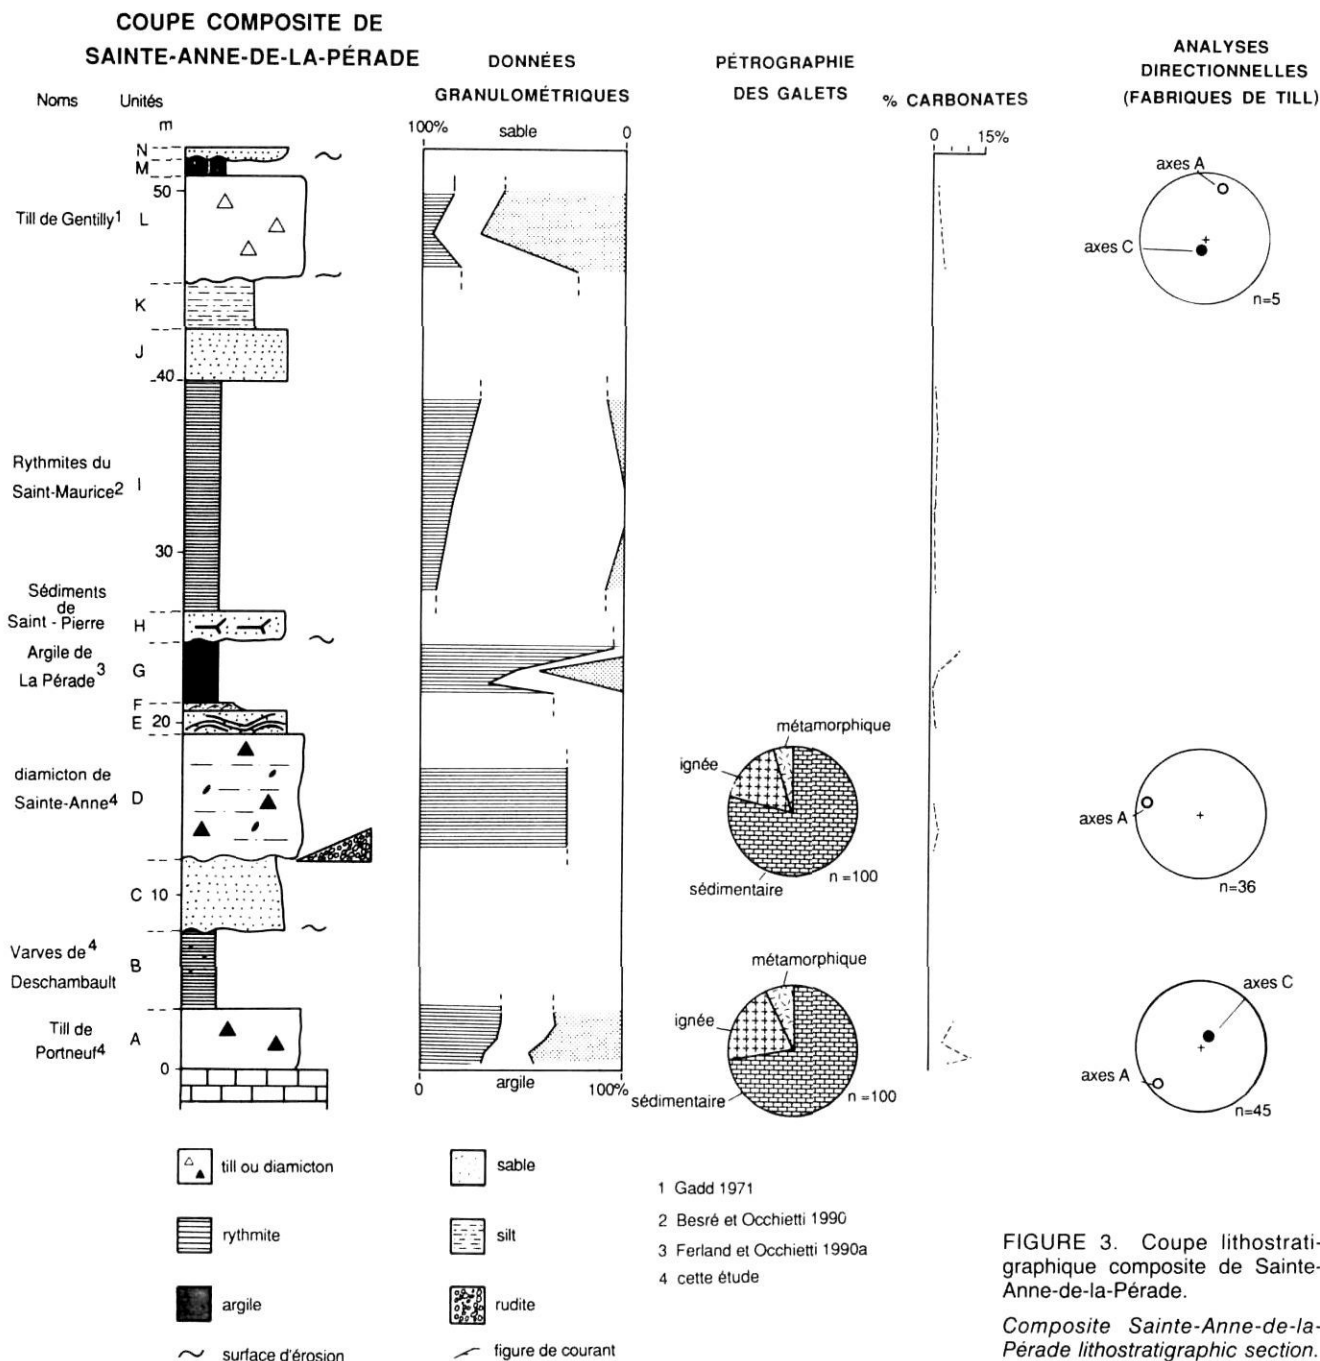 COUPE COMPOSITE DE
SAINTE-ANNE-DE-LA-PÉRADE
Noms
Unités
m
DONNÉES
GRANULOMÉTRIQUES
100%
sable
0
PÉTROGRAPHIE
DES GALETS
% CARBONATES
0
15%
ANALYSES
DIRECTIONNELLES
(FABRIQUES DE TILL)
N
M
50
Till de Gentilly1
L
axes A
axes C
n=5
K
J
40
Rythmites du
Saint-Maurice2
I
30
Sédiments
de
Saint - Pierre
H
Argile de
La Pérade3
G
F
E
20
diamicton de
Sainte-Anne4
D
métamorphique
ignée
sédimentaire
n =100
axes A
n=36
C
10
Varves de4
Deschambault
B
Till de
Portneuf4
A
0
métamorphique
ignée
sédimentaire
n =100
axes C
axes A
n=45
0
argile
100%
till ou diamicton
rythmite
argile
surface d'érosion
sable
silt
rudite
figure de courant
1 Gadd 1971
2 Besré et Occhietti 1990
3 Ferland et Occhietti 1990a
4 cette étude
FIGURE 3. Coupe lithostrati-
graphique composite de Sainte-
Anne-de-la-Pérade.
Composite Sainte-Anne-de-la-
Pérade lithostratigraphic section.